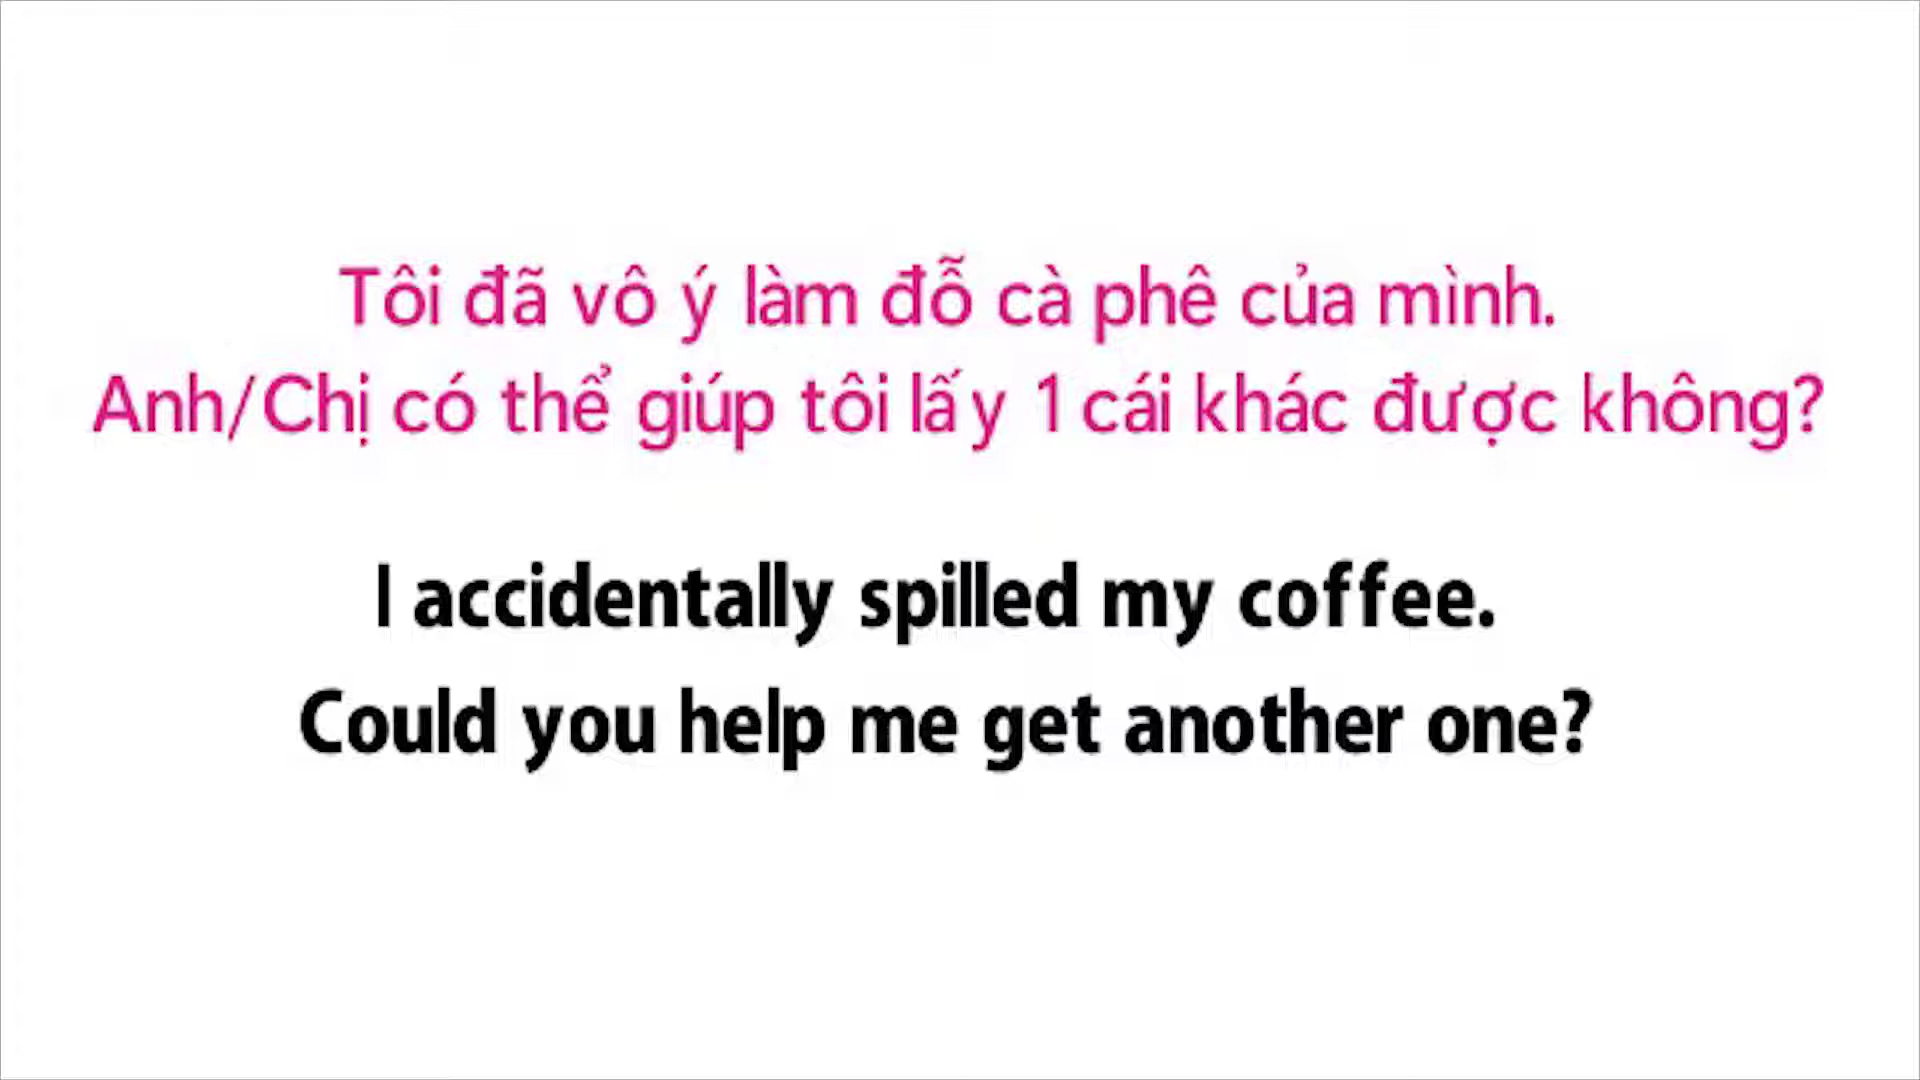 Tôi đã vô ý làm đỗ cà phê của mình.
Anh/Chị có thể giúp tôi lấy 1 cái khác được không?
I accidentally spilled my coffee.
Could you help me get another one?